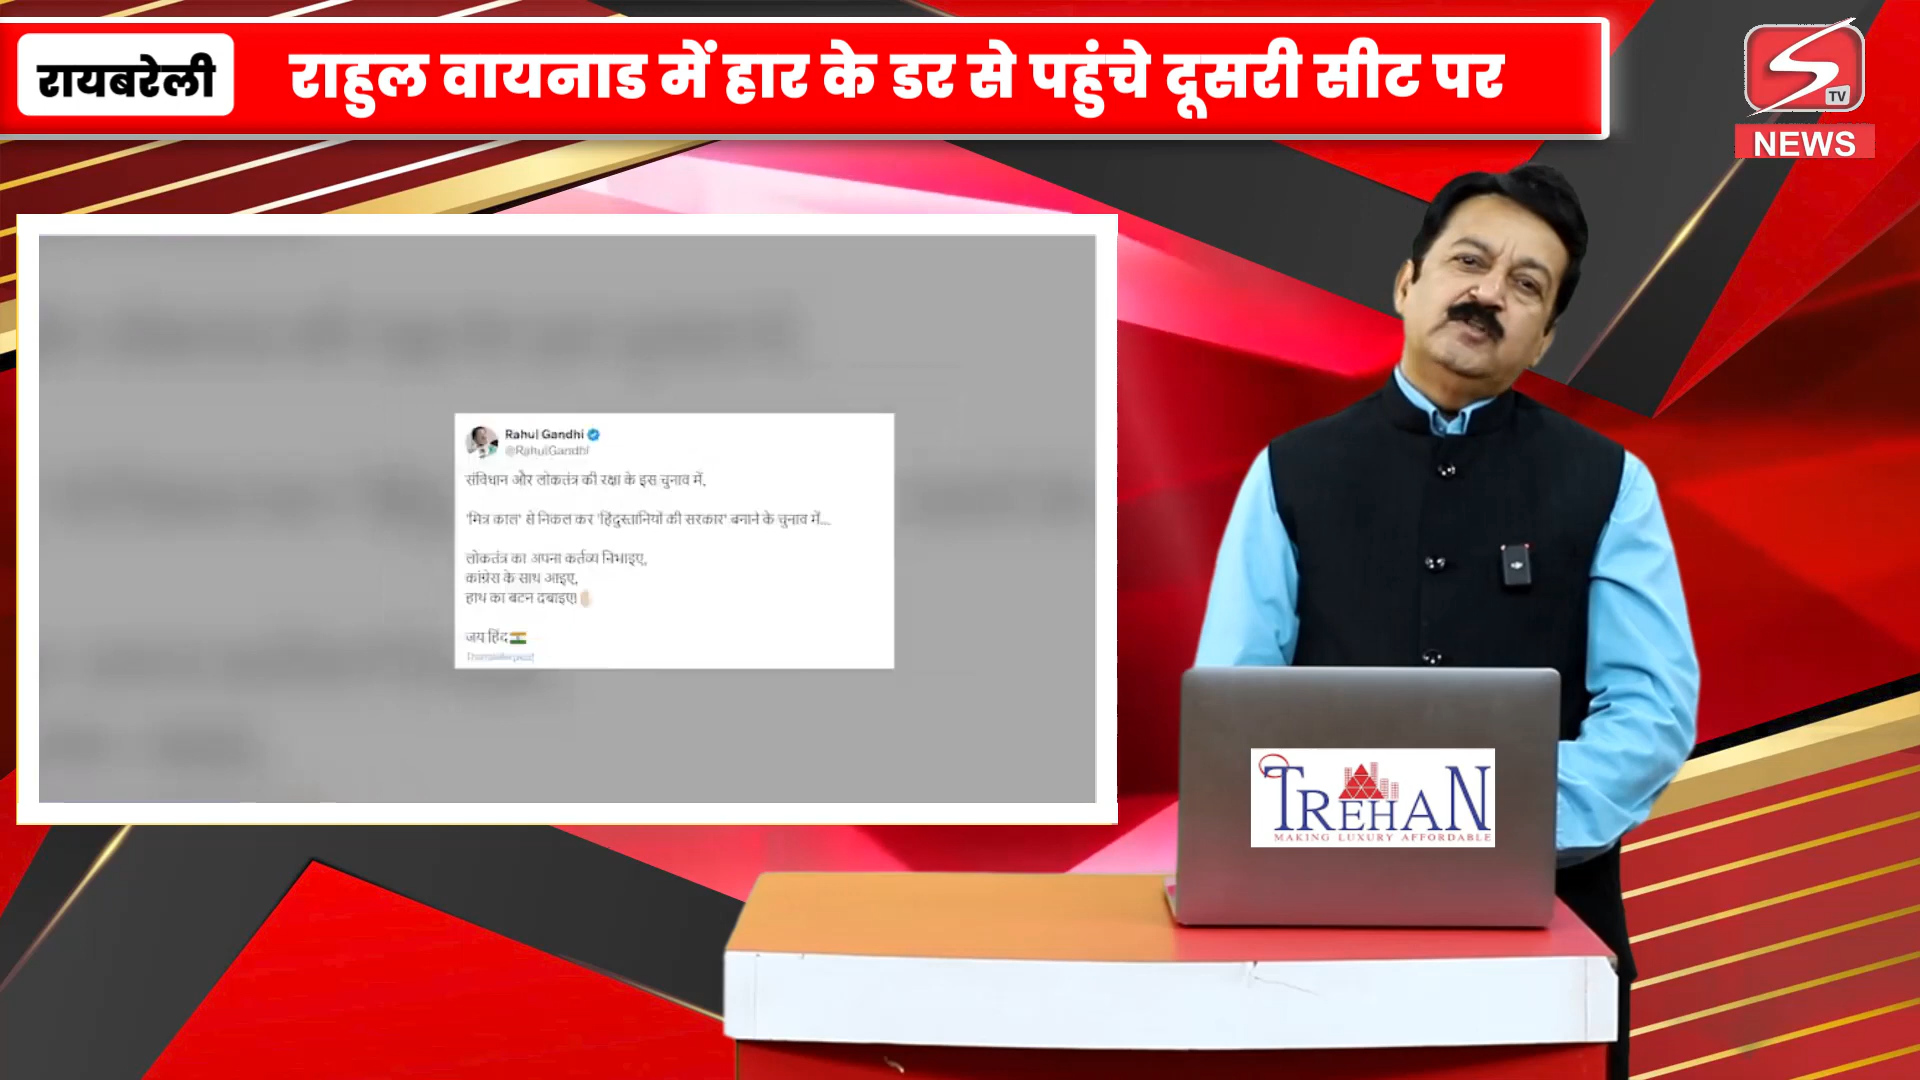 रायबरेली
राहुल वायनाड में हार के डर से पहुंचे दूसरी सीट पर
S
TV
NEWS
Rahul Gandhi
@RahulGandhi
संविधान और लोकतंत्र की रक्षा के इस चुनाव में,
'मित्र काल' से निकल कर 'हिंदुस्तानियों की सरकार' बनाने के चुनाव में...
लोकतंत्र का अपना कर्तव्य निभाइए,
कांग्रेस के साथ आइए,
हाथ का बटन दबाइए!
जय हिंद
TREHAN
MAKING LUXURY AFFORDABLE